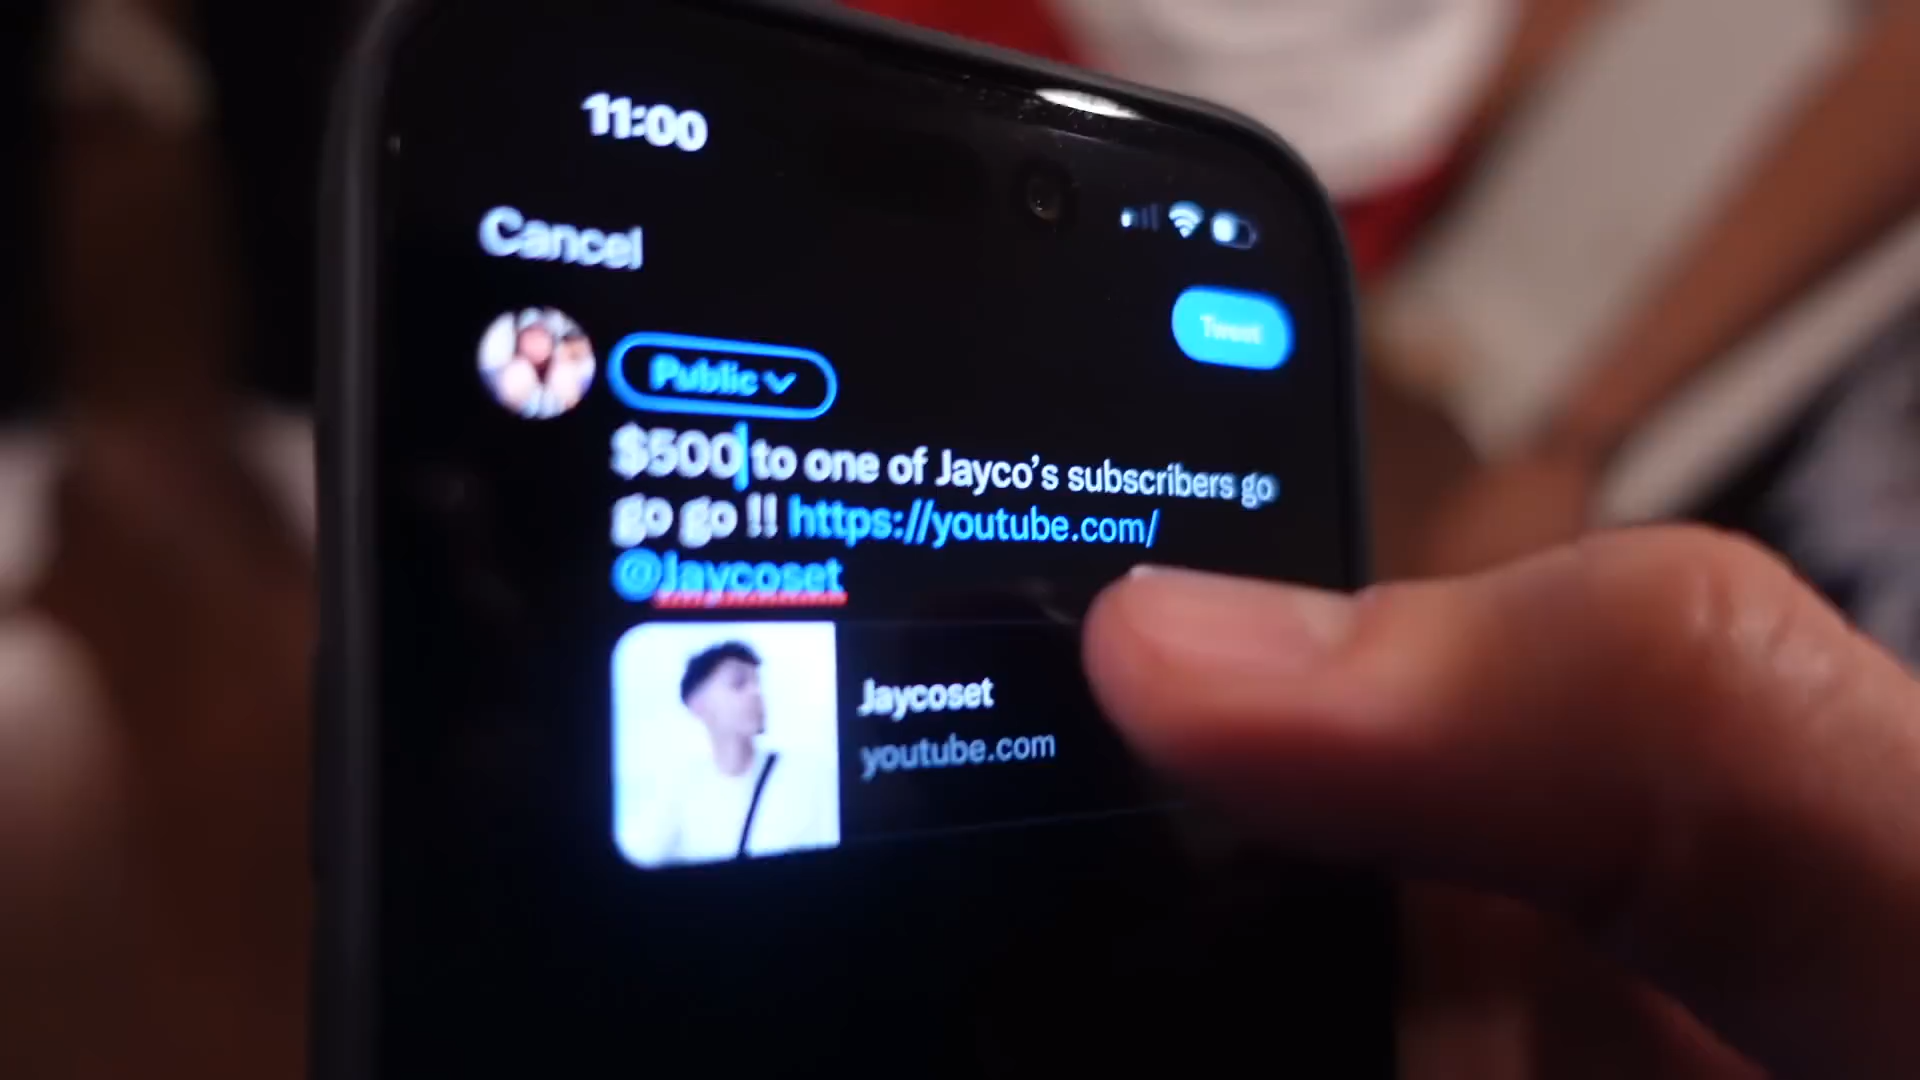 11:00
Cancel
Tweet
Public
$500 to one of Jayco’s subscribers go
go go !! https://youtube.com/
@Jaycoset
Jaycoset
youtube.com